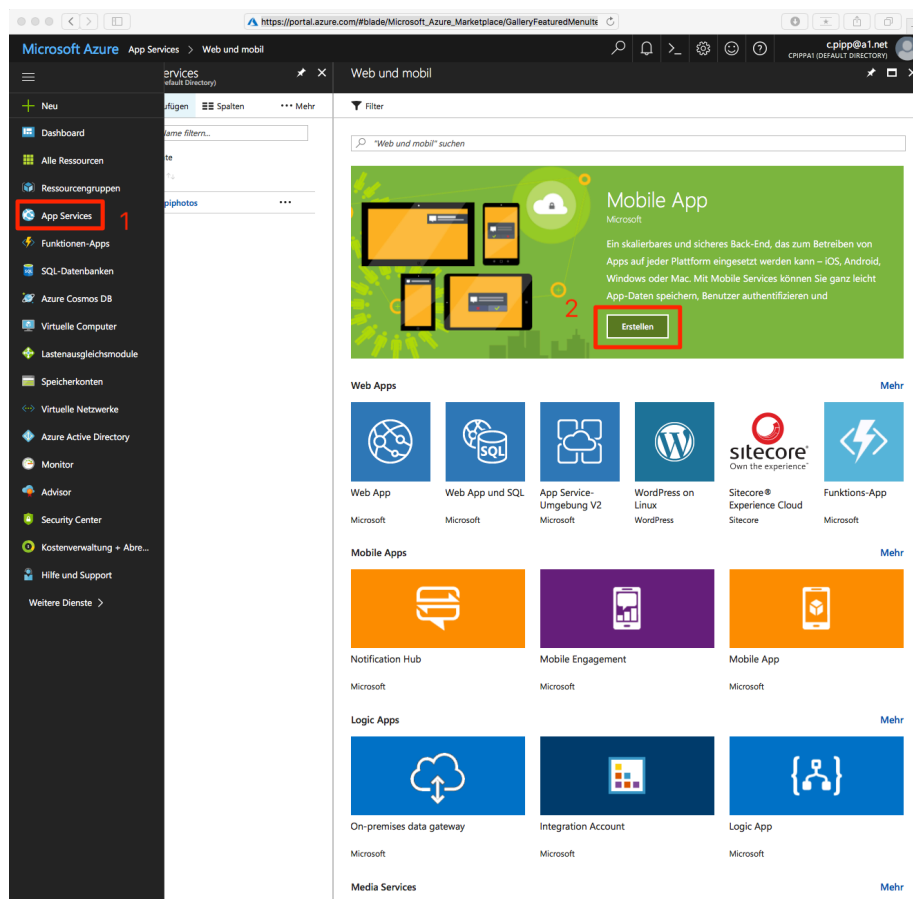 https://portal.azure.com/#blade/Microsoft_Azure_Marketplace/GalleryFeaturedMenuIte
Microsoft Azure App Services > Web und mobil
c.pipp@a1.net
CPIPPA1 (DEFAULT DIRECTORY)
ervices
efault Directory)
Web und mobil
Neu
ufügen
Spalten
Mehr
Filter
Dashboard
Alle Ressourcen
Ressourcengruppen
App Services
1
Funktionen-Apps
SQL-Datenbanken
Azure Cosmos DB
Virtuelle Computer
Lastenausgleichsmodule
Speicherkonten
Virtuelle Netzwerke
Azure Active Directory
Monitor
Advisor
Security Center
Kostenverwaltung + Abre...
Hilfe und Support
Weitere Dienste
lame filtern...
te
piphotos
"Web und mobil" suchen
Mobile App
Microsoft
Ein skalierbares und sicheres Back-End, das zum Betreiben von
Apps auf jeder Plattform eingesetzt werden kann – iOS, Android,
Windows oder Mac. Mit Mobile Services können Sie ganz leicht
App-Daten speichern, Benutzer authentifizieren und
2
Erstellen
Web Apps
Mehr
SQL
sitecore
Own the experience
Web App
Microsoft
Web App und SQL
Microsoft
App Service-
Umgebung V2
Microsoft
WordPress on
Linux
WordPress
Sitecore®
Experience Cloud
Sitecore
Funktions-App
Microsoft
Mobile Apps
Mehr
Notification Hub
Microsoft
Mobile Engagement
Microsoft
Mobile App
Microsoft
Logic Apps
Mehr
On-premises data gateway
Microsoft
Integration Account
Microsoft
Logic App
Microsoft
Media Services
Mehr